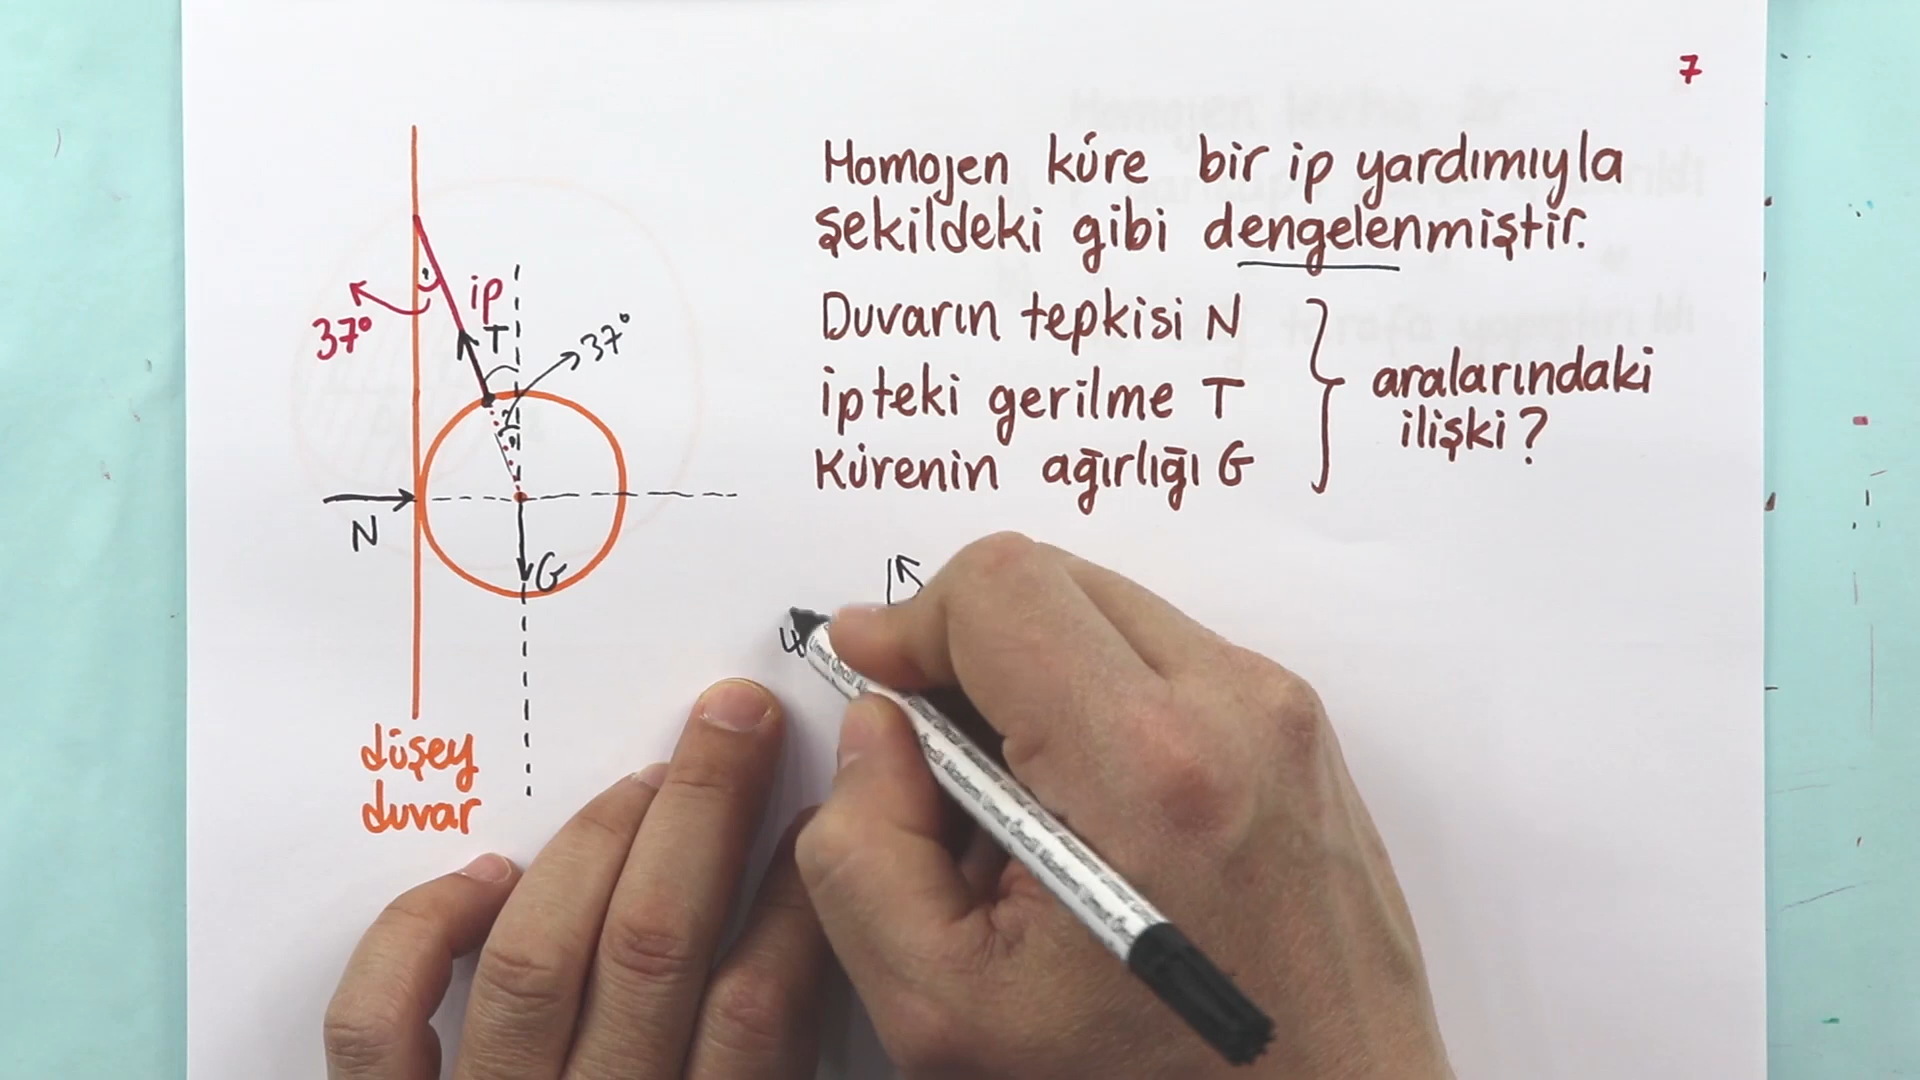 7
Homojen küre bir ip yardımıyla
şekildeki gibi dengelenmiştir.
Duvarın tepkisi N
ipteki gerilme T
kürenin ağırlığı G
aralarındaki
ilişki?
37°
ip
T
37°
N
G
düşey
duvar